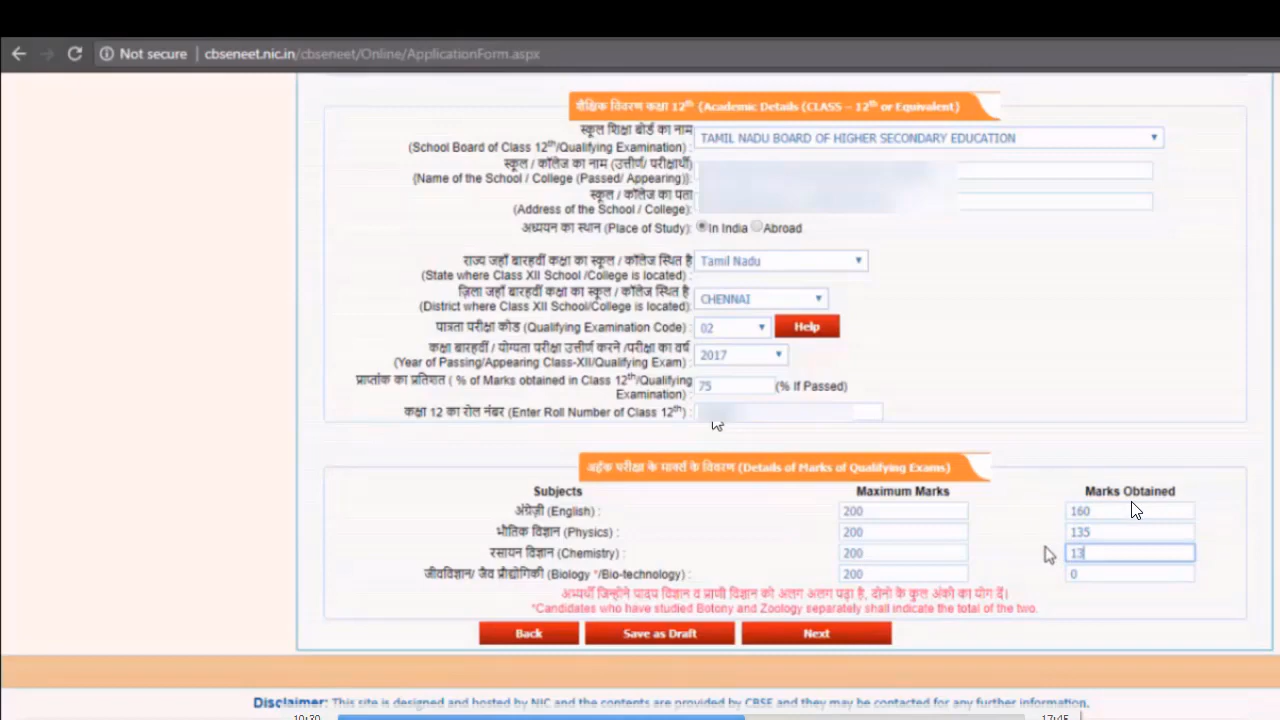 Not secure | cbseneet.nic.in/cbseneet/Online/ApplicationForm.aspx
शैक्षिक विवरण कक्षा 12th (Academic Details (CLASS – 12th or Equivalent)
स्कूल शिक्षा बोर्ड का नाम
(School Board of Class 12th/Qualifying Examination) : TAMIL NADU BOARD OF HIGHER SECONDARY EDUCATION
स्कूल / कॉलेज का नाम (उत्तीर्ण/ परीक्षार्थी)
(Name of the School / College (Passed/ Appearing)):
स्कूल / कॉलेज का पता
(Address of the School / College):
अध्ययन का स्थान (Place of Study): In India Abroad
राज्य जहाँ बारहवीं कक्षा का स्कूल / कॉलेज स्थित है
(State where Class XII School /College is located) : Tamil Nadu
ज़िला जहाँ बारहवीं कक्षा का स्कूल / कॉलेज स्थित है
(District where Class XII School/College is located): CHENNAI
पात्रता परीक्षा कोड (Qualifying Examination Code) : 02 Help
कक्षा बारहवीं / योग्यता परीक्षा उत्तीर्ण करने /परीक्षा का वर्ष
(Year of Passing/Appearing Class-XII/Qualifying Exam) : 2017
प्राप्तांक का प्रतिशत ( % of Marks obtained in Class 12th/Qualifying
Examination) : 75 (% If Passed)
कक्षा 12 का रोल नंबर (Enter Roll Number of Class 12th) :
अर्हक परीक्षा के मार्क्स के विवरण (Details of Marks of Qualifying Exams)
Subjects Maximum Marks Marks Obtained
अंग्रेज़ी (English) : 200 160
भौतिक विज्ञान (Physics) : 200 135
रसायन विज्ञान (Chemistry) : 200 13
जीवविज्ञान/ जैव प्रौद्योगिकी (Biology */Bio-technology) : 200 0
अभ्यर्थी जिन्होने पादप विज्ञान व प्राणी विज्ञान को अलग अलग पढ़ा है, दोनो के कुल अंको का योग दें।
*Candidates who have studied Botony and Zoology separately shall indicate the total of the two.
Back Save as Draft Next
Disclaimer: This site is designed and hosted by NIC and the contents are provided by CBSE and they may be contacted for any further information.
10:30 17:45